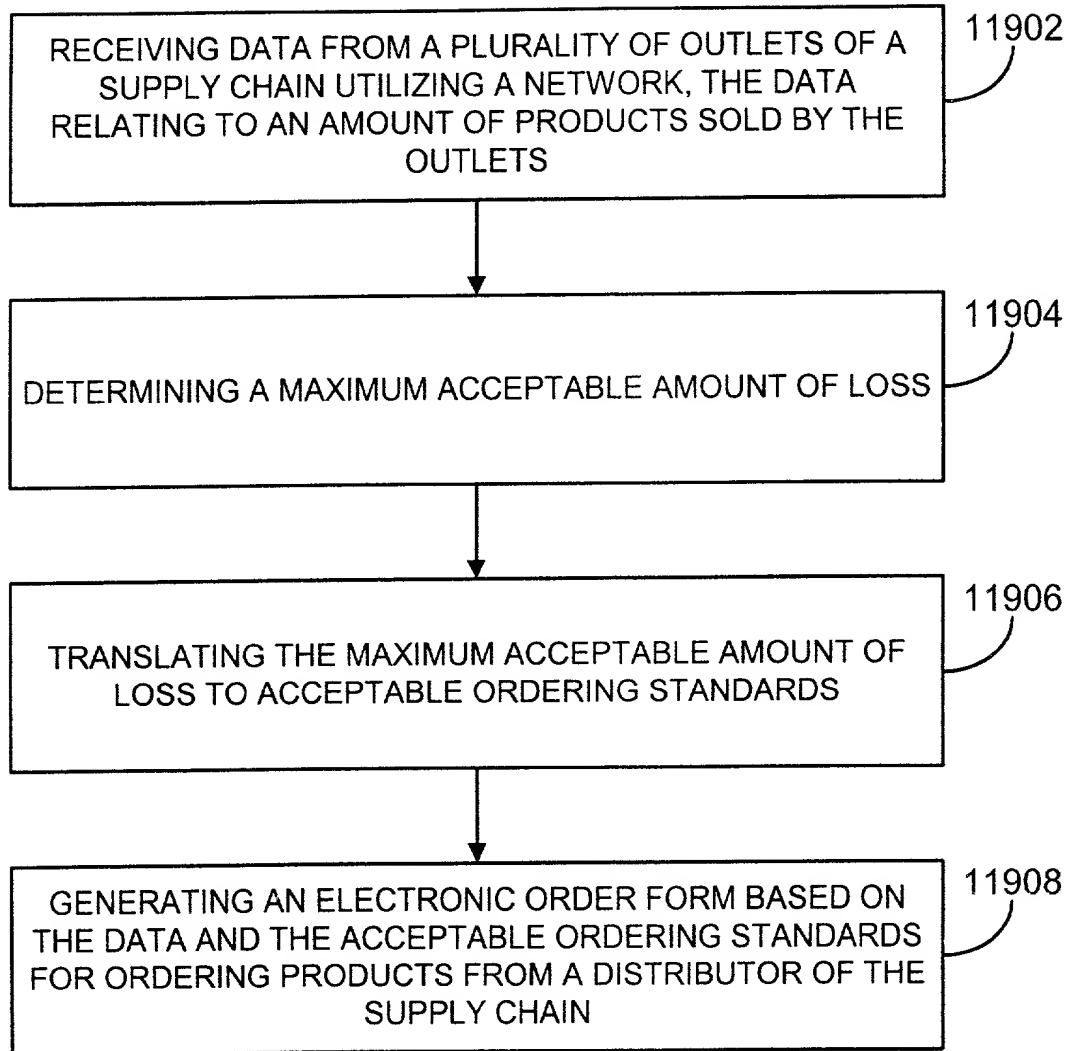 11902
RECEIVING DATA FROM A PLURALITY OF OUTLETS OF A
SUPPLY CHAIN UTILIZING A NETWORK, THE DATA
RELATING TO AN AMOUNT OF PRODUCTS SOLD BY THE
OUTLETS
11904
DETERMINING A MAXIMUM ACCEPTABLE AMOUNT OF LOSS
11906
TRANSLATING THE MAXIMUM ACCEPTABLE AMOUNT OF
LOSS TO ACCEPTABLE ORDERING STANDARDS
11908
GENERATING AN ELECTRONIC ORDER FORM BASED ON
THE DATA AND THE ACCEPTABLE ORDERING STANDARDS
FOR ORDERING PRODUCTS FROM A DISTRIBUTOR OF THE
SUPPLY CHAIN